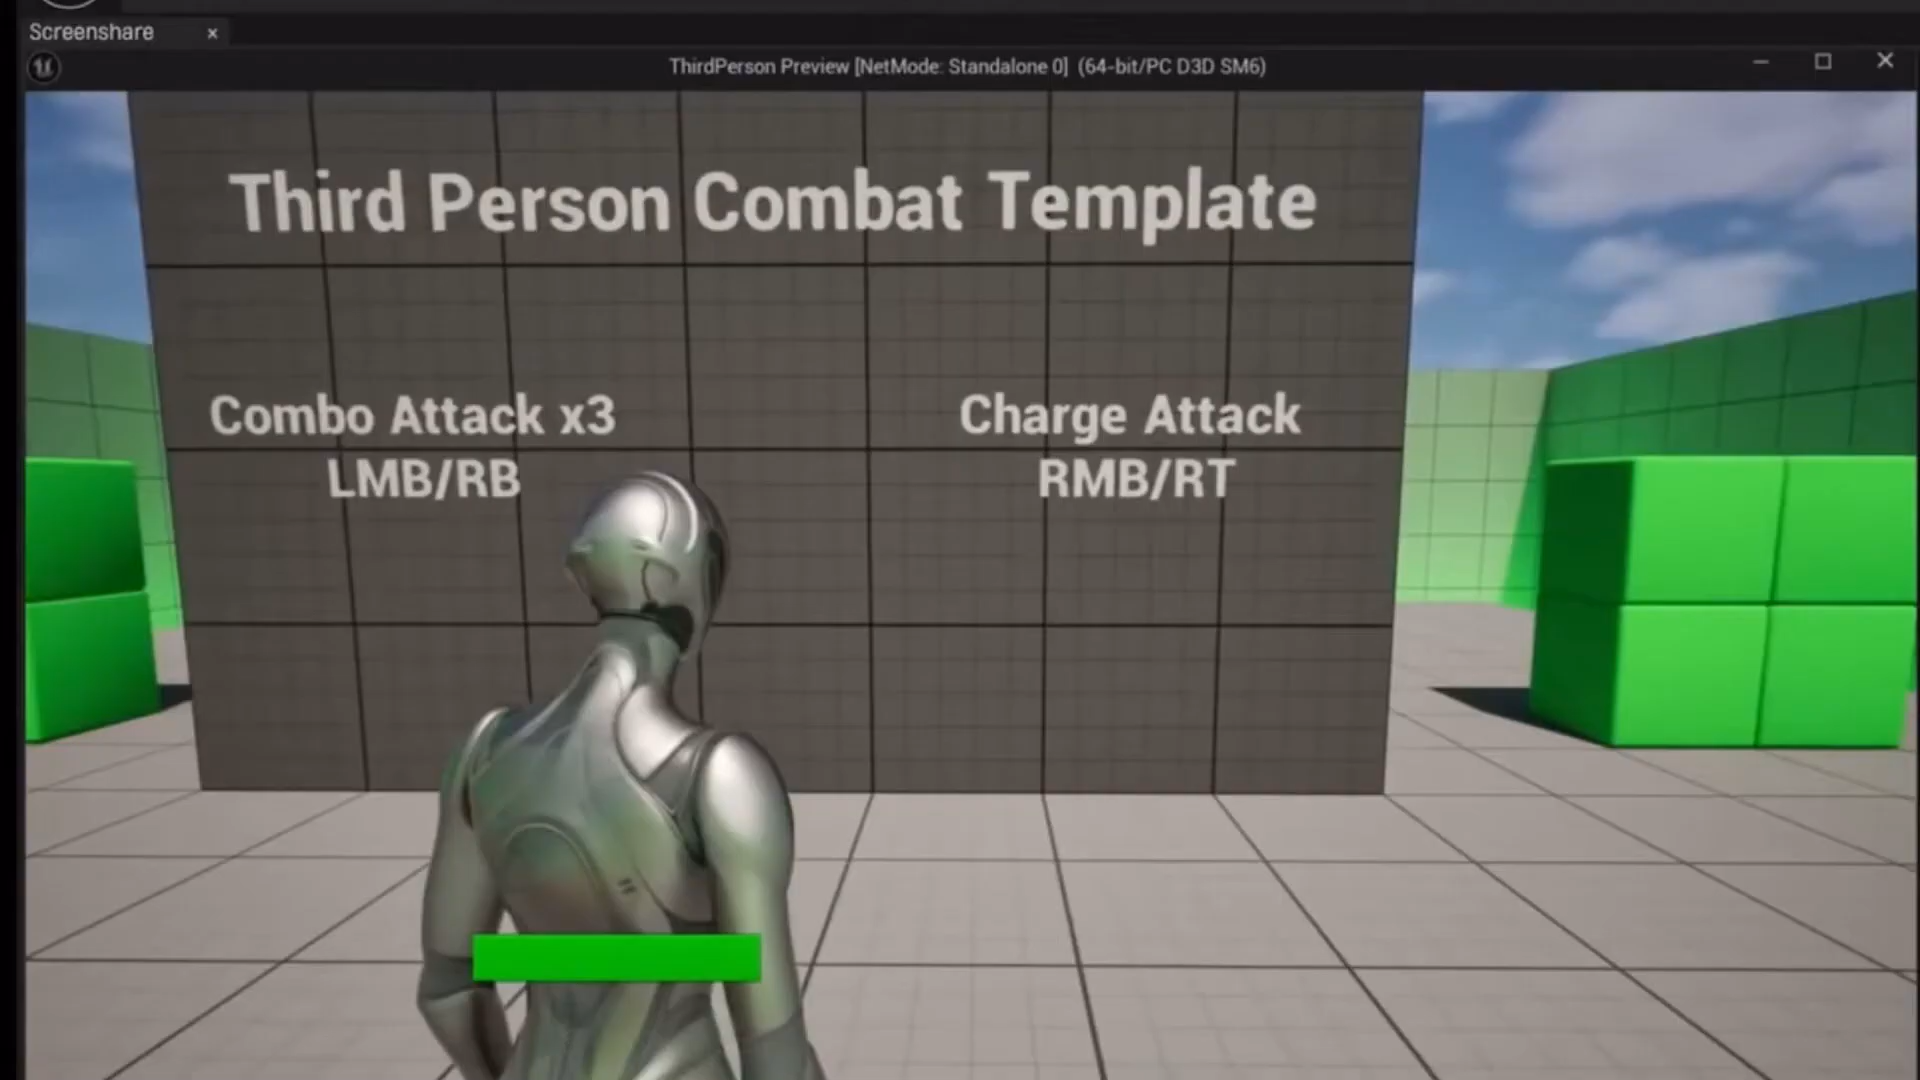 Screenshare
ThirdPerson Preview [NetMode: Standalone 0] (64-bit/PC D3D SM6)
Third Person Combat Template
Combo Attack x3
LMB/RB
Charge Attack
RMB/RT